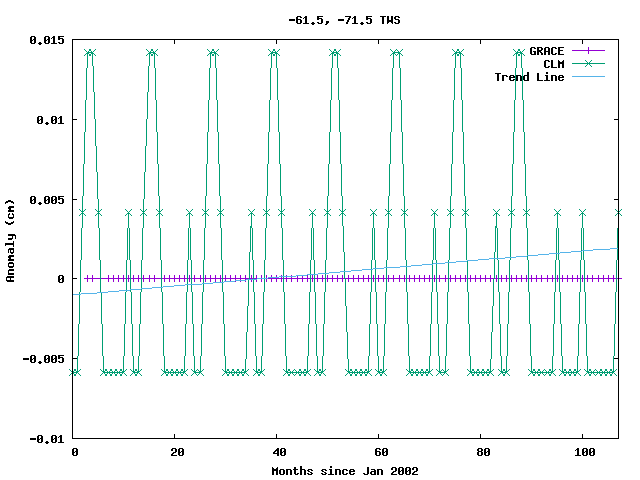 -61.5, -71.5 TWS
GRACE
CLM
Trend Line
0.015
0.01
0.005
0
-0.005
-0.01
Anomaly (cm)
0 20 40 60 80 100
Months since Jan 2002